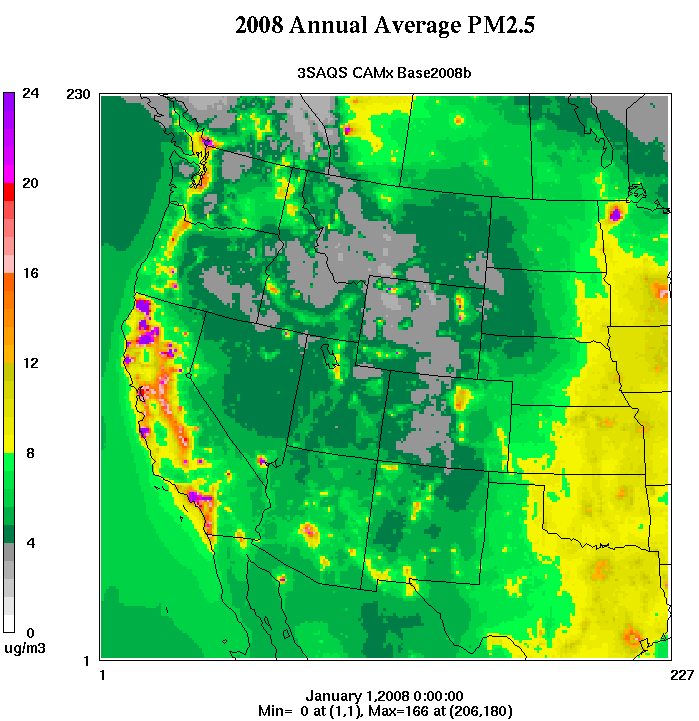 2008 Annual Average PM2.5
3SAQS CAMx Base2008b
24
20
16
12
8
4
0
ug/m3
230
1
1
227
January 1,2008 0:00:00
Min= 0 at (1,1), Max=166 at (206,180)